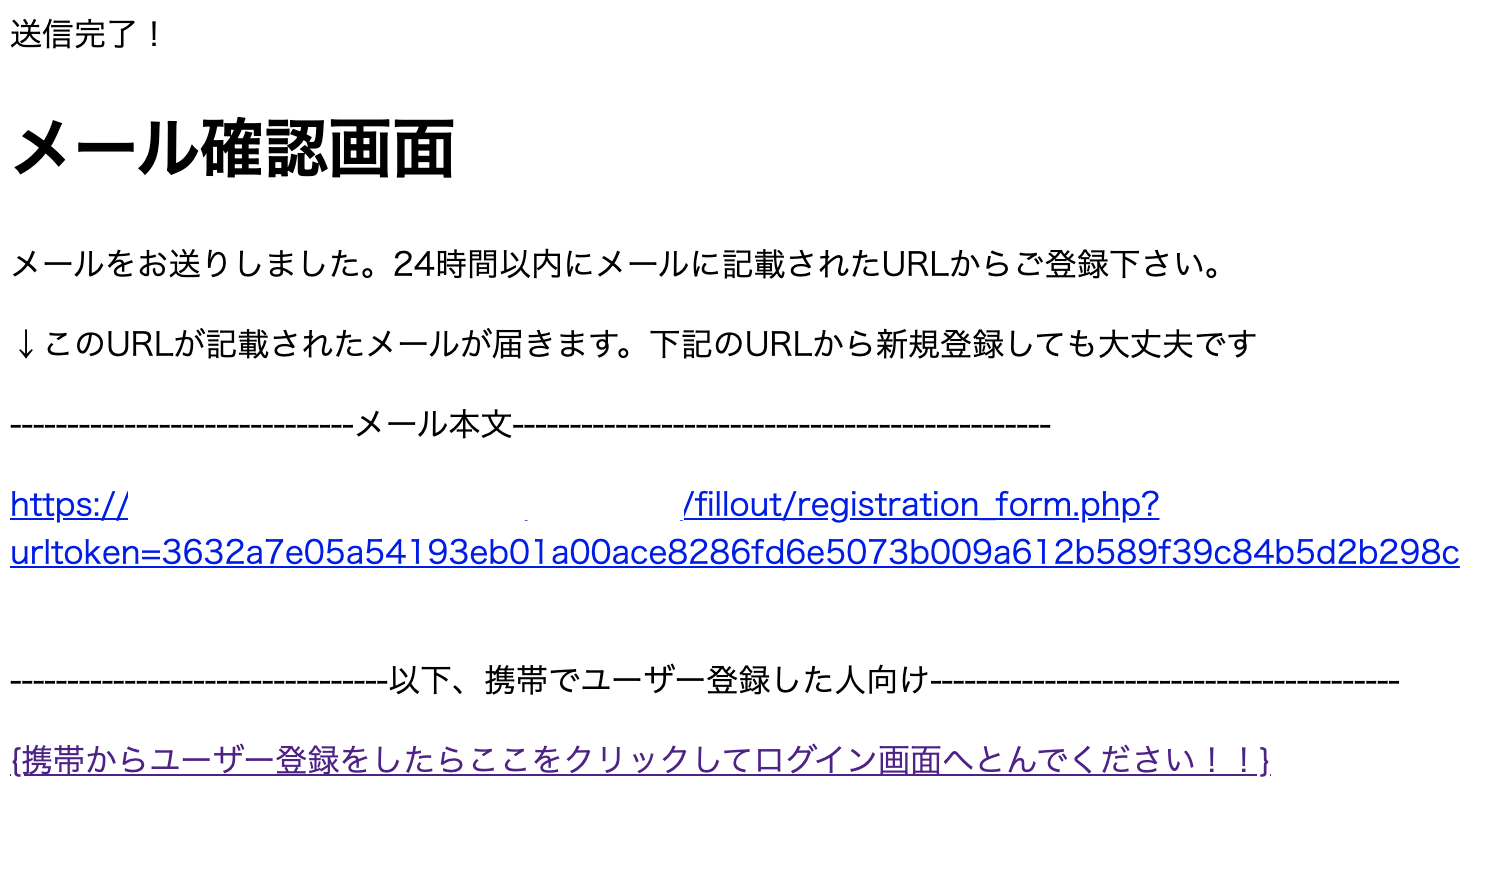 送信完了！
メール確認画面
メールをお送りしました。24時間以内にメールに記載されたURLからご登録下さい。
↓このURLが記載されたメールが届きます。下記のURLから新規登録しても大丈夫です
------------------------------メール本文-----------------------------------------------
https://
/fillout/registration_form.php?
urltoken=3632a7e05a54193eb01a00ace8286fd6e5073b009a612b589f39c84b5d2b298c
---------------------------------以下、携帯でユーザー登録した人向け-----------------------------------------
{携帯からユーザー登録をしたらここをクリックしてログイン画面へとんでください！！}